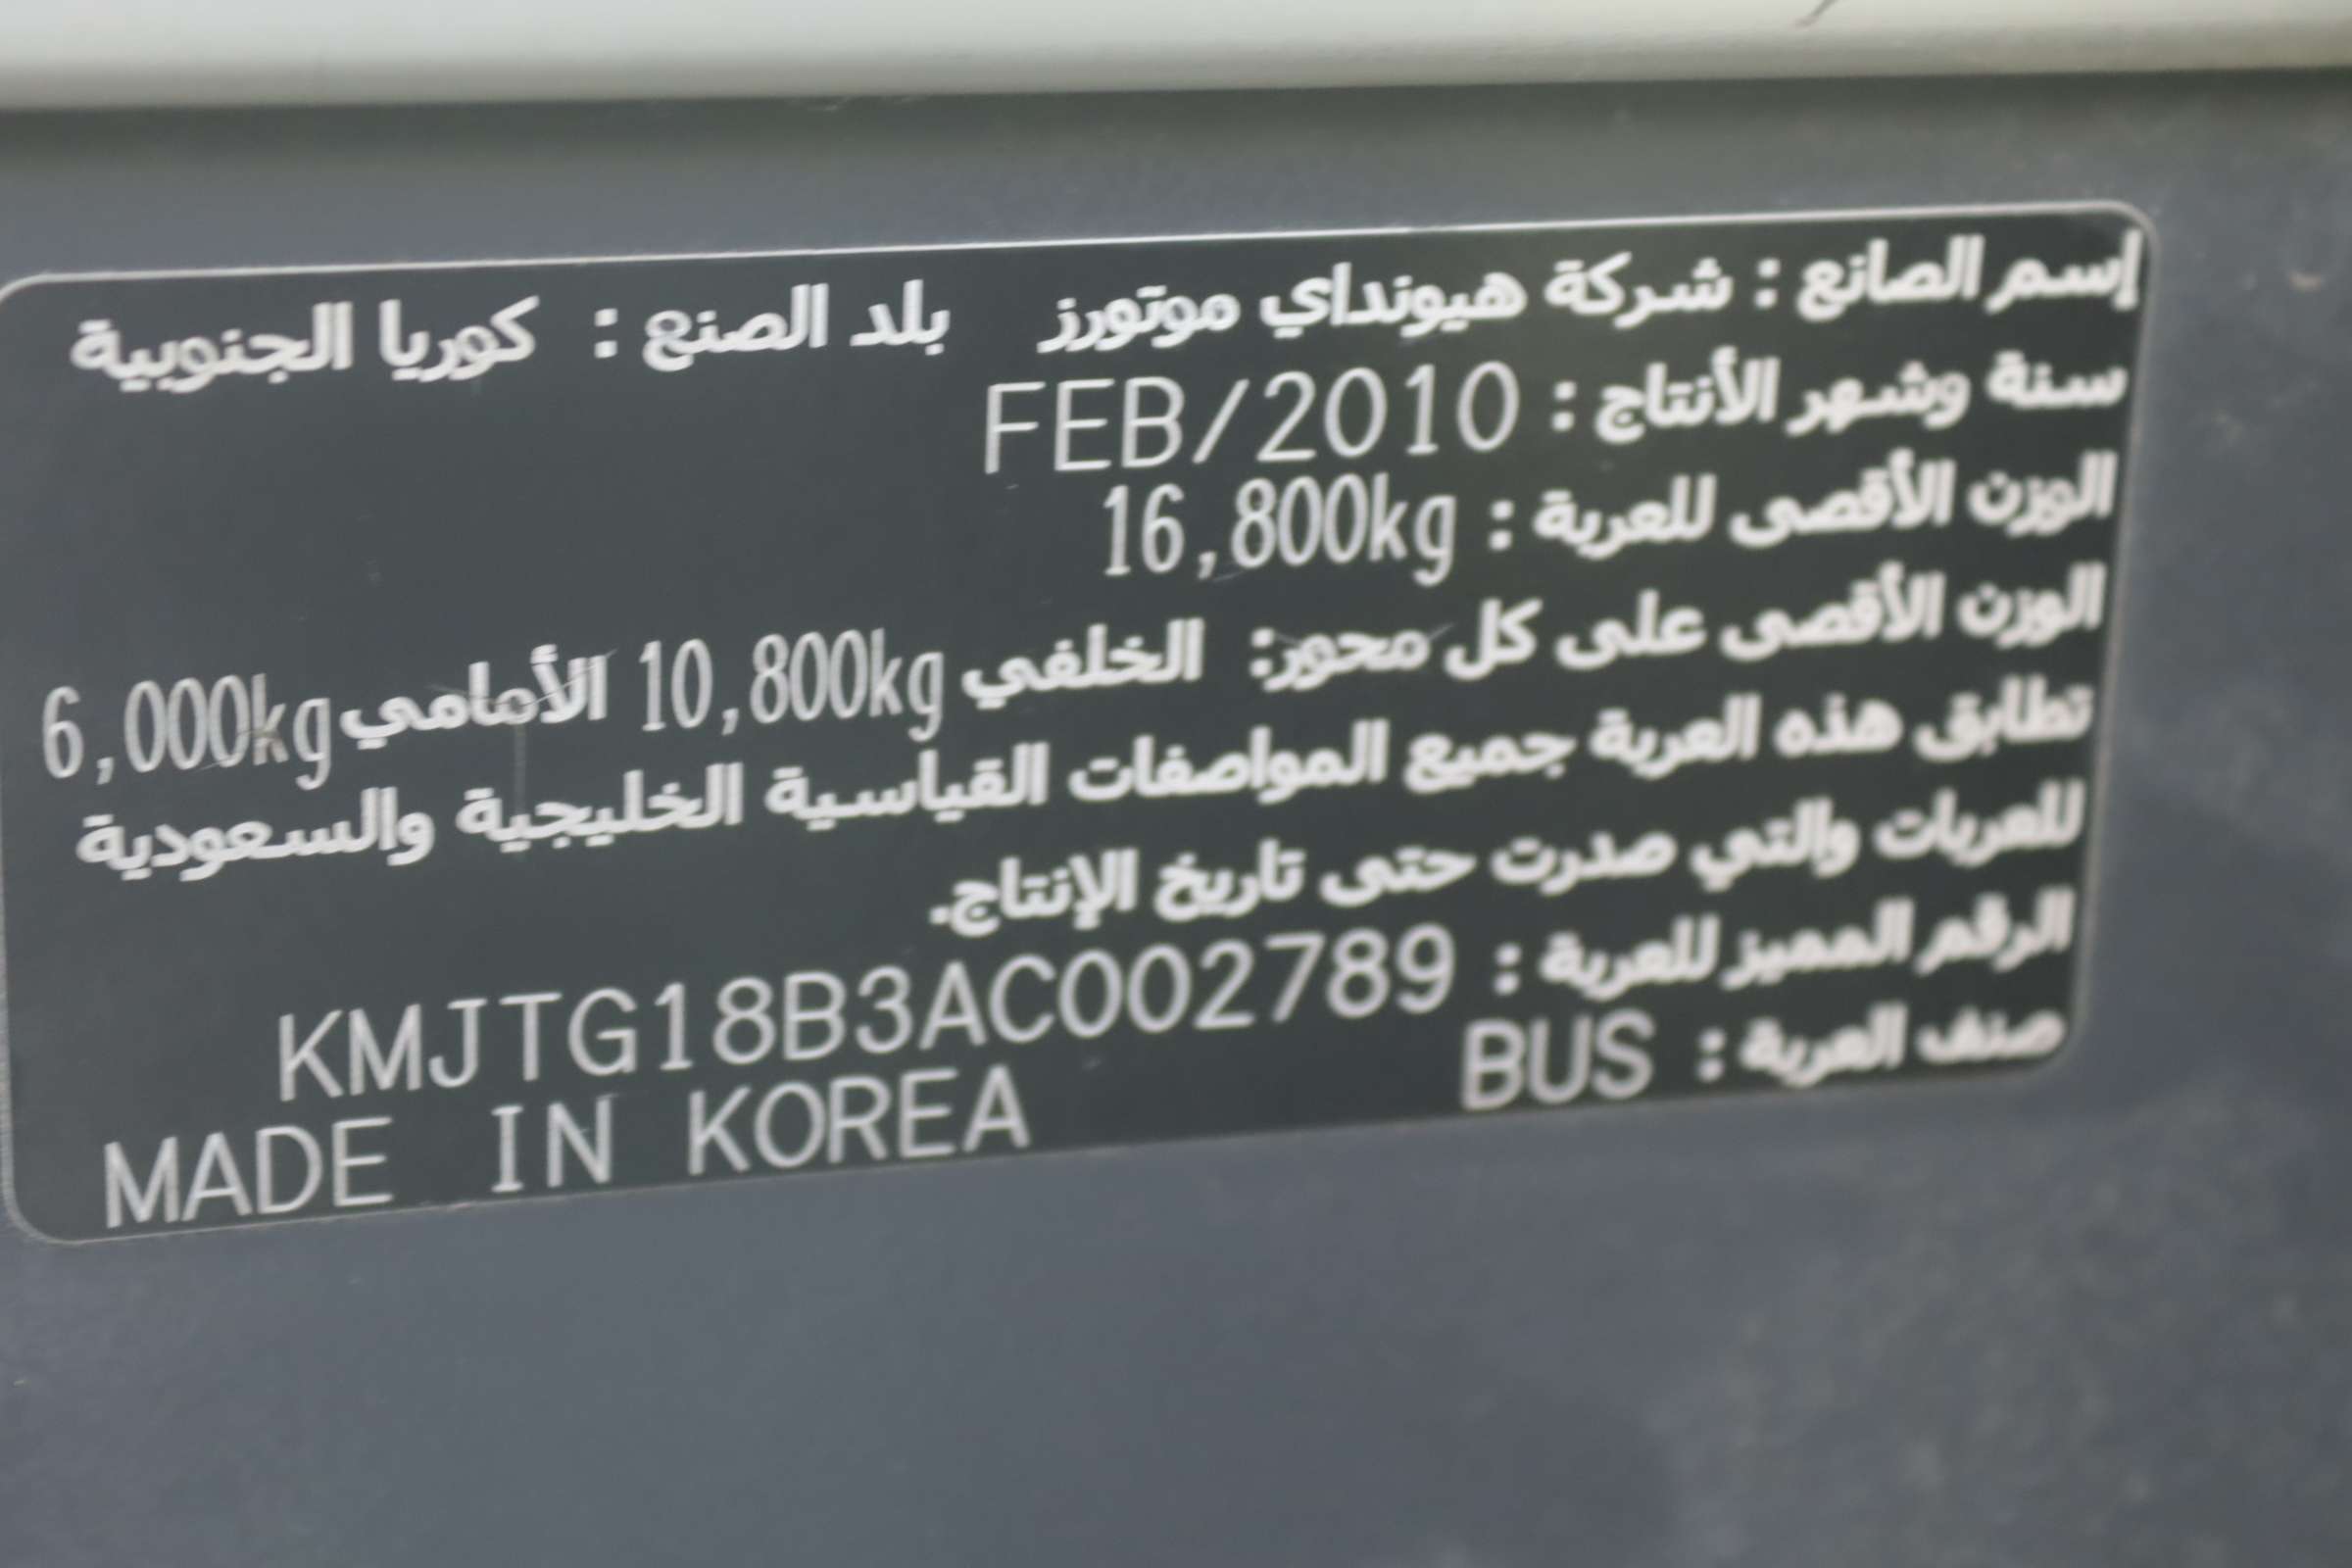 إسم الصانع : شركة هيونداي موتورز بلد الصنع : كوريا الجنوبية
سنة وشهر الأنتاج : FEB/2010
الوزن الأقصى للعربة : 16,800kg
الوزن الأقصى على كل محور: الخلفي 10,800kg الأمامي 6,000kg
تطابق هذه العربة جميع المواصفات القياسية الخليجية والسعودية
للعربات والتي صدرت حتى تاريخ الإنتاج.
الرقم المميز للعربة : KMJTG18B3AC002789
صنف العربة : BUS MADE IN KOREA